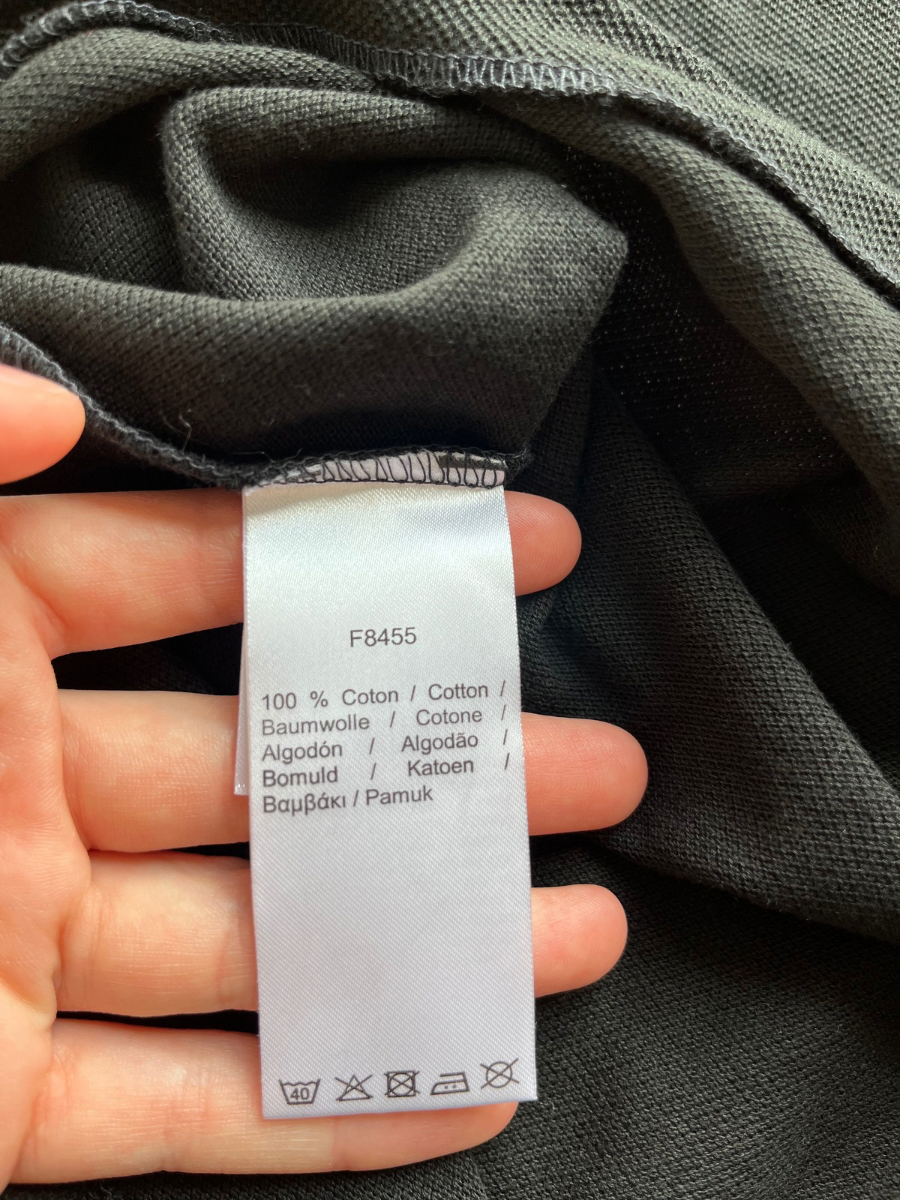 F8455
100 % Coton / Cotton /
Baumwolle / Cotone /
Algodón / Algodão /
Bomuld / Katoen /
Βαμβάκι / Pamuk
40